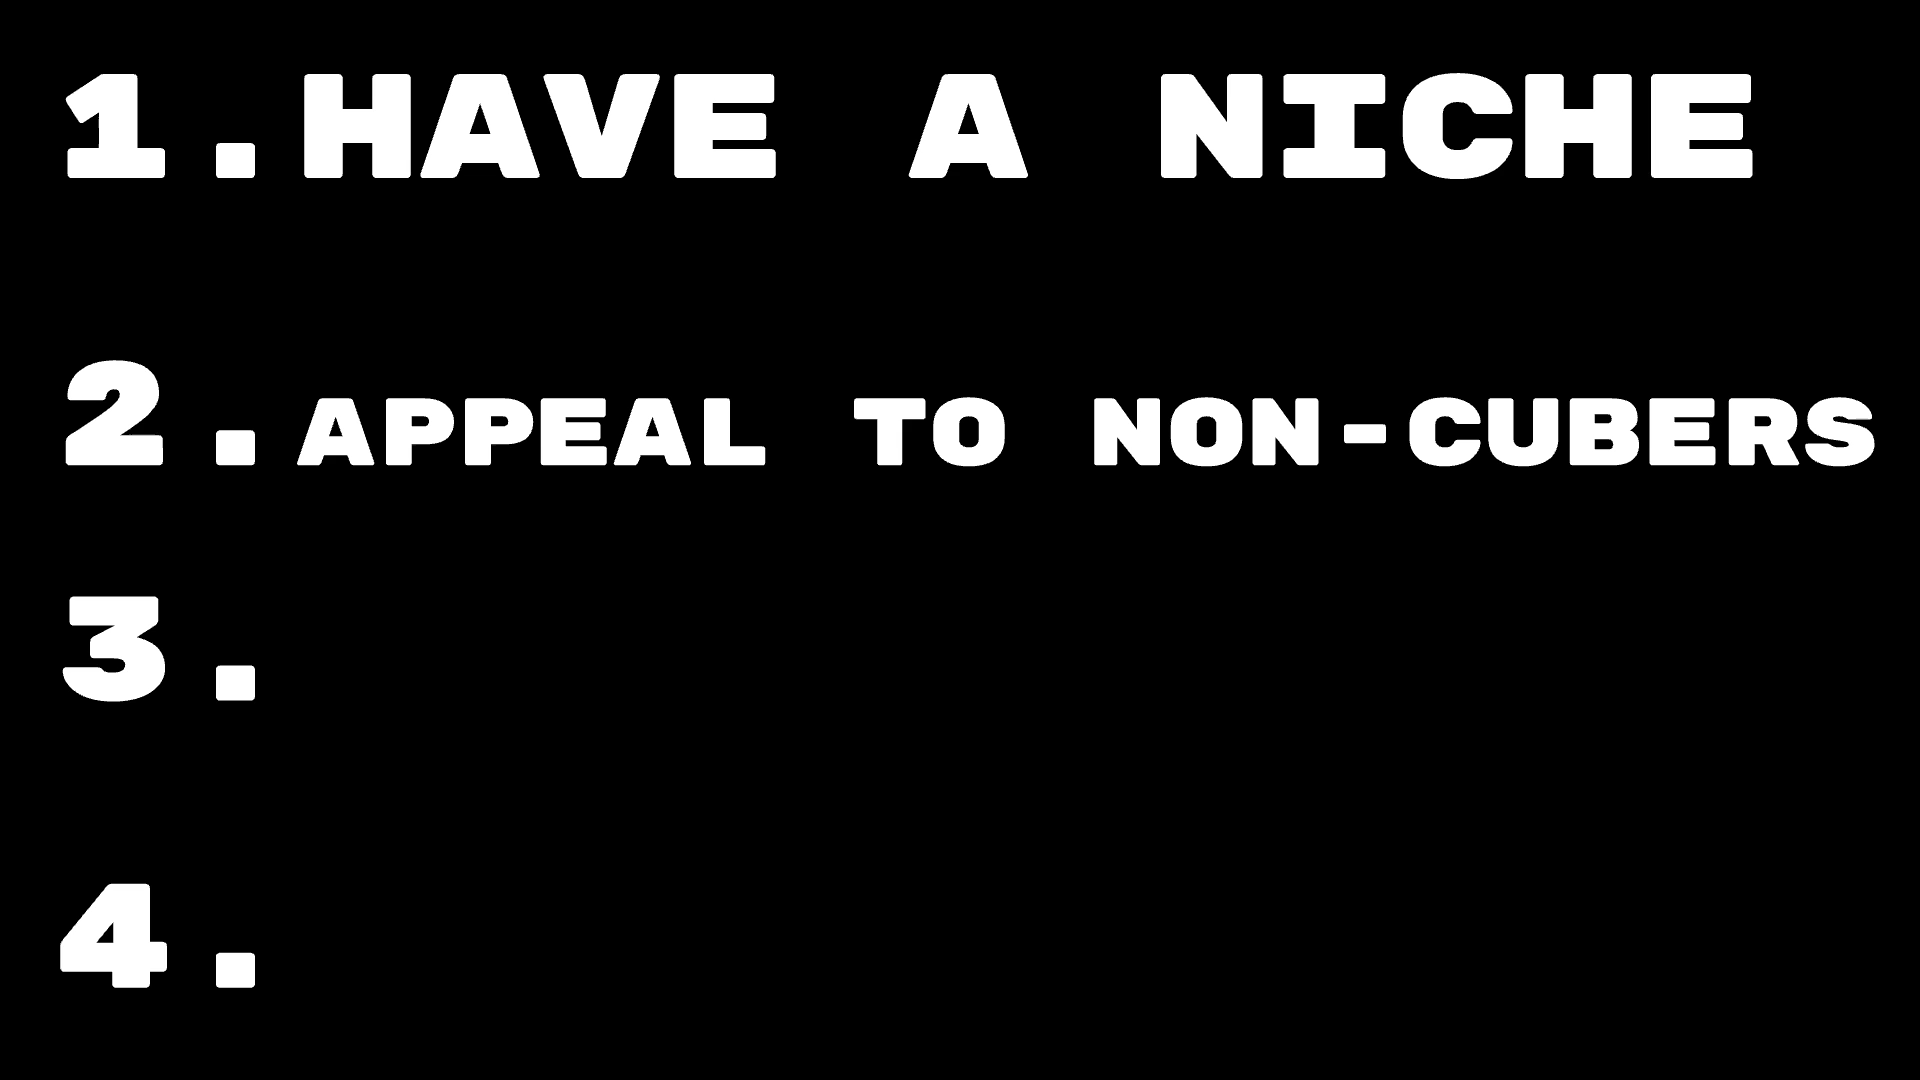 1.HAVE A NICHE
2.APPEAL TO NON-CUBERS
3.
4.